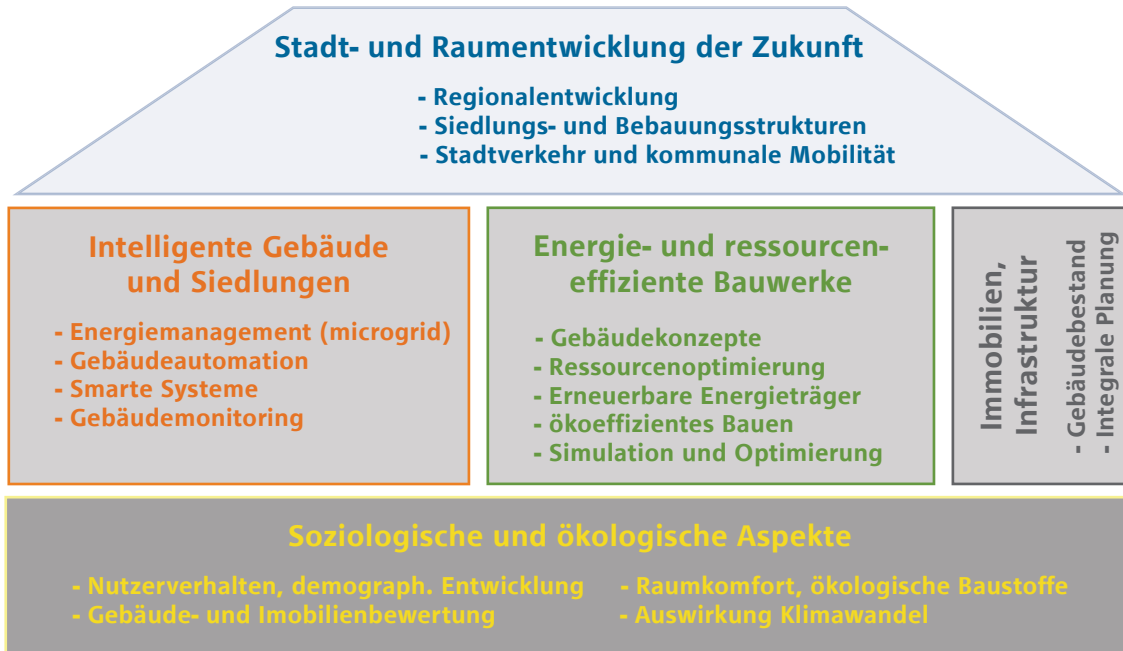 Stadt- und Raumentwicklung der Zukunft
- Regionalentwicklung
- Siedlungs- und Bebauungsstrukturen
- Stadtverkehr und kommunale Mobilität
Intelligente Gebäude
und Siedlungen
- Energiemanagement (microgrid)
- Gebäudeautomation
- Smarte Systeme
- Gebäudemonitoring
Energie- und ressourcen-
effiziente Bauwerke
- Gebäudekonzepte
- Ressourcenoptimierung
- Erneuerbare Energieträger
- ökoeffizientes Bauen
- Simulation und Optimierung
Immobilien,
Infrastruktur
- Gebäudebestand
- Integrale Planung
Soziologische und ökologische Aspekte
- Nutzerverhalten, demograph. Entwicklung
- Gebäude- und Imobilienbewertung
- Raumkomfort, ökologische Baustoffe
- Auswirkung Klimawandel